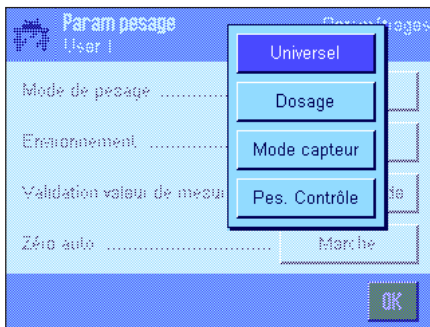 Param pesage
User 1
Universel
Dosage
Mode capteur
Pes. Contrôle
Mode de pesage ..................
Environnement ..................
Validation valeur de mesu
Zéro auto .............................. Marche
OK